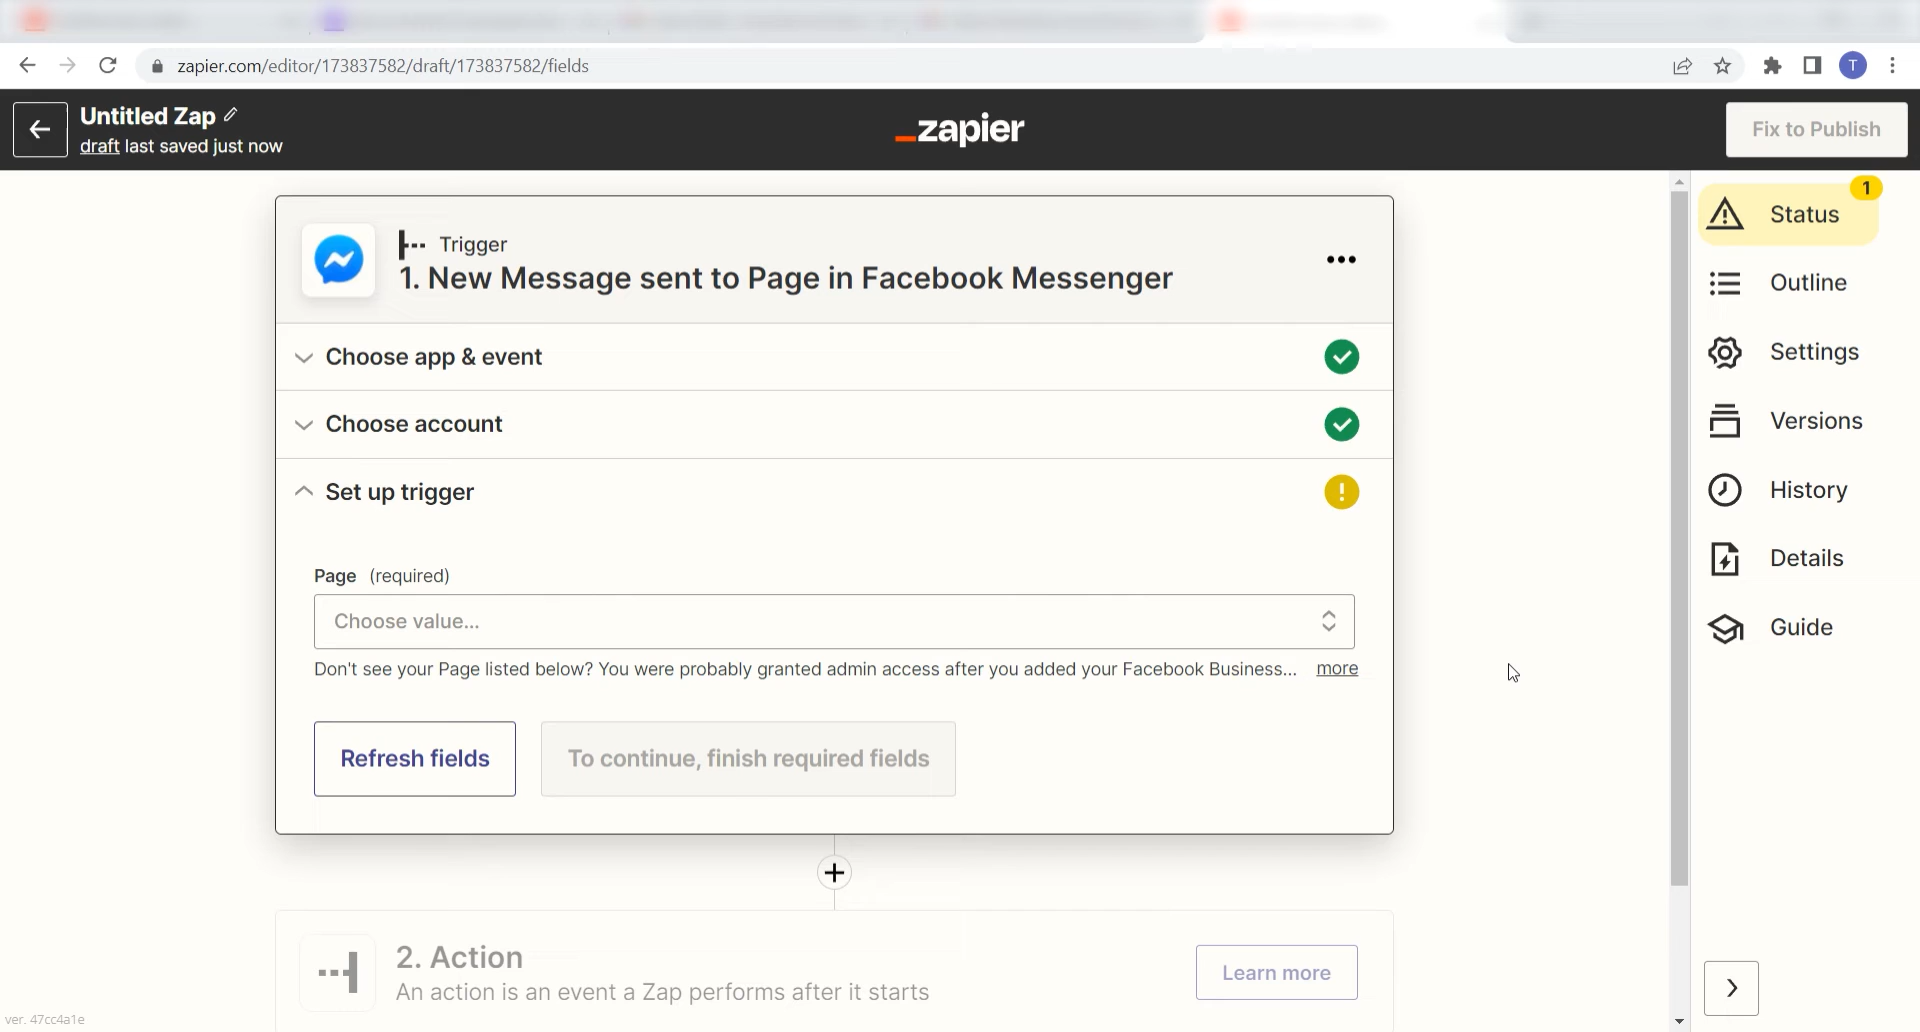 zapier.com/editor/173837582/draft/173837582/fields
T
Untitled Zap
draft last saved just now
_zapier
Fix to Publish
Trigger
1. New Message sent to Page in Facebook Messenger
Choose app & event
Choose account
Set up trigger
!
Page (required)
Choose value...
Don't see your Page listed below? You were probably granted admin access after you added your Facebook Business... more
Refresh fields
To continue, finish required fields
+
2. Action
An action is an event a Zap performs after it starts
Learn more
1
Status
Outline
Settings
Versions
History
Details
Guide
ver. 47cc4a1e